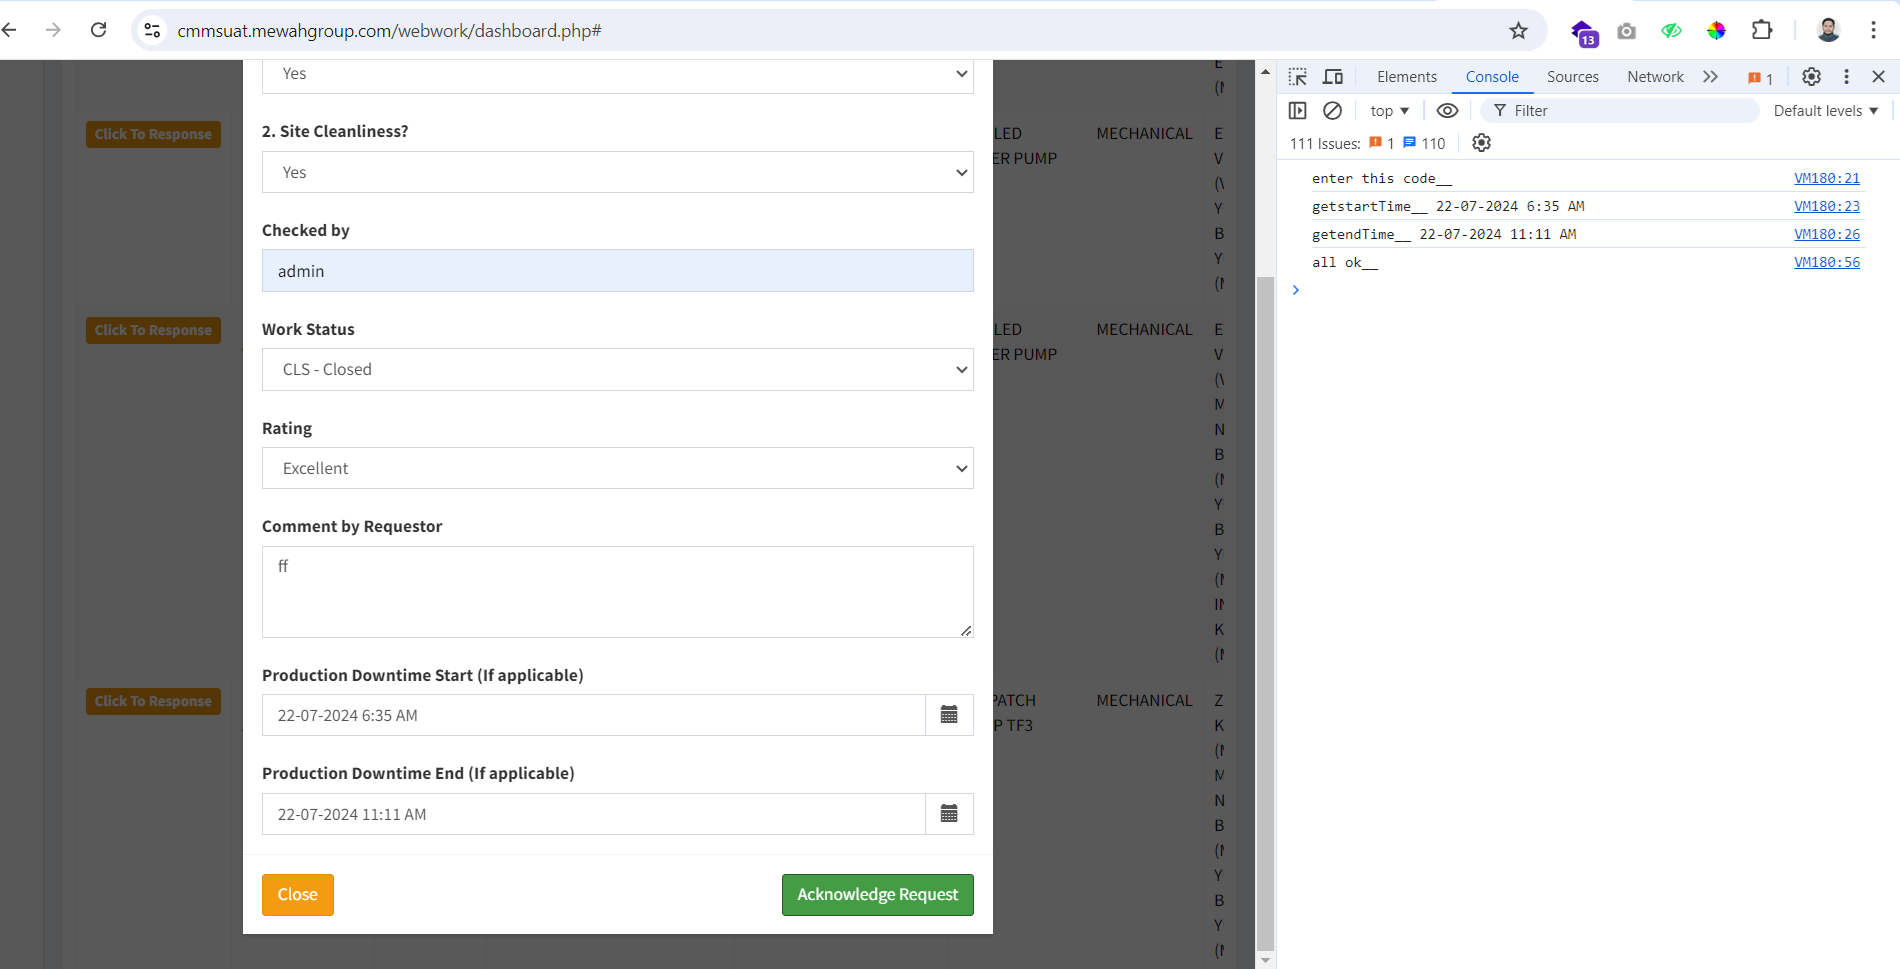 cmmsuat.mewahgroup.com/webwork/dashboard.php#
13
Yes
2. Site Cleanliness?
Yes
Checked by
admin
Work Status
CLS - Closed
Rating
Excellent
Comment by Requestor
ff
Production Downtime Start (If applicable)
22-07-2024 6:35 AM
Production Downtime End (If applicable)
22-07-2024 11:11 AM
Close
Acknowledge Request
Click To Response
LED
ER PUMP
MECHANICAL
Click To Response
LED
ER PUMP
MECHANICAL
Click To Response
PATCH
P TF3
MECHANICAL
Elements
Console
Sources
Network
1
top
Filter
Default levels
111 Issues:
1
110
enter this code__ VM180:21
getstartTime__ 22-07-2024 6:35 AM VM180:23
getendTime__ 22-07-2024 11:11 AM VM180:26
all ok__ VM180:56